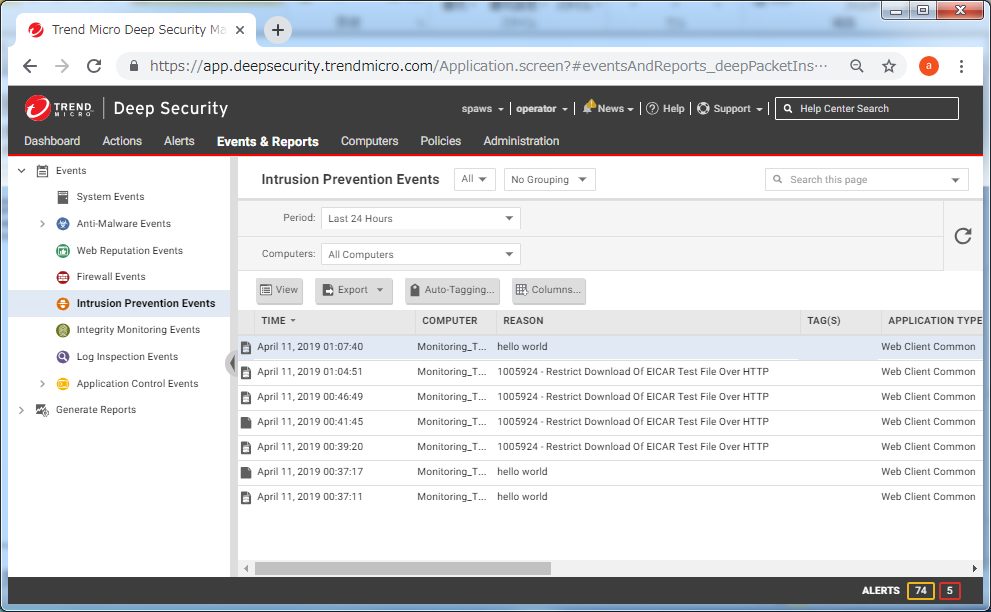 Trend Micro Deep Security Ma
https://app.deepsecurity.trendmicro.com/Application.screen?#eventsAndReports_deepPacketIns···
a
TREND MICRO Deep Security
spaws operator News Help Support Help Center Search
Dashboard Actions Alerts Events & Reports Computers Policies Administration
Events
System Events
Anti-Malware Events
Web Reputation Events
Firewall Events
Intrusion Prevention Events
Integrity Monitoring Events
Log Inspection Events
Application Control Events
Generate Reports
Intrusion Prevention Events All No Grouping Search this page
Period: Last 24 Hours
Computers: All Computers
View Export Auto-Tagging... Columns...
TIME COMPUTER REASON TAG(S) APPLICATION TYPE
April 11, 2019 01:07:40 Monitoring_T... hello world Web Client Common
April 11, 2019 01:04:51 Monitoring_T... 1005924 - Restrict Download Of EICAR Test File Over HTTP Web Client Common
April 11, 2019 00:46:49 Monitoring_T... 1005924 - Restrict Download Of EICAR Test File Over HTTP Web Client Common
April 11, 2019 00:41:45 Monitoring_T... 1005924 - Restrict Download Of EICAR Test File Over HTTP Web Client Common
April 11, 2019 00:39:20 Monitoring_T... 1005924 - Restrict Download Of EICAR Test File Over HTTP Web Client Common
April 11, 2019 00:37:17 Monitoring_T... hello world Web Client Common
April 11, 2019 00:37:11 Monitoring_T... hello world Web Client Common
ALERTS 74 5